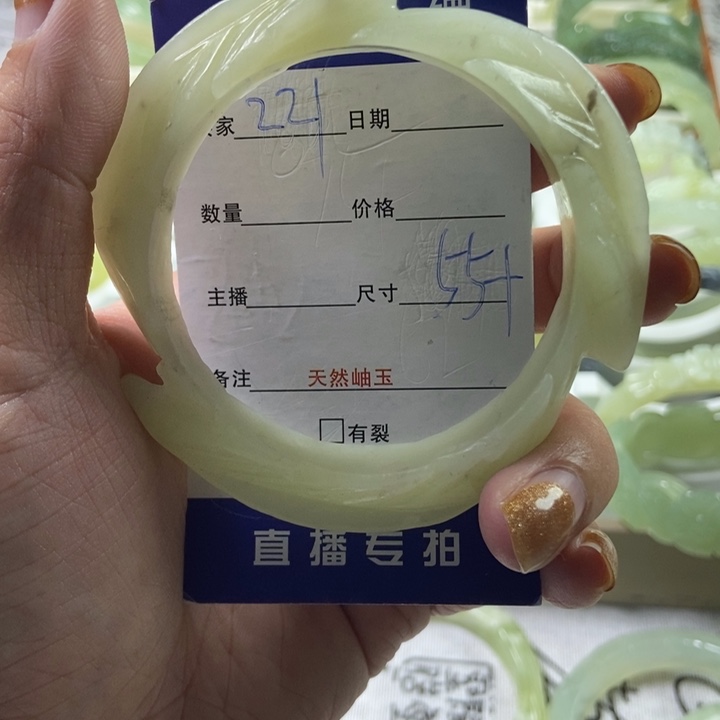 家 221 日期
数量 价格
主播 尺寸 55+
备注 天然岫玉
□有裂
直播专拍